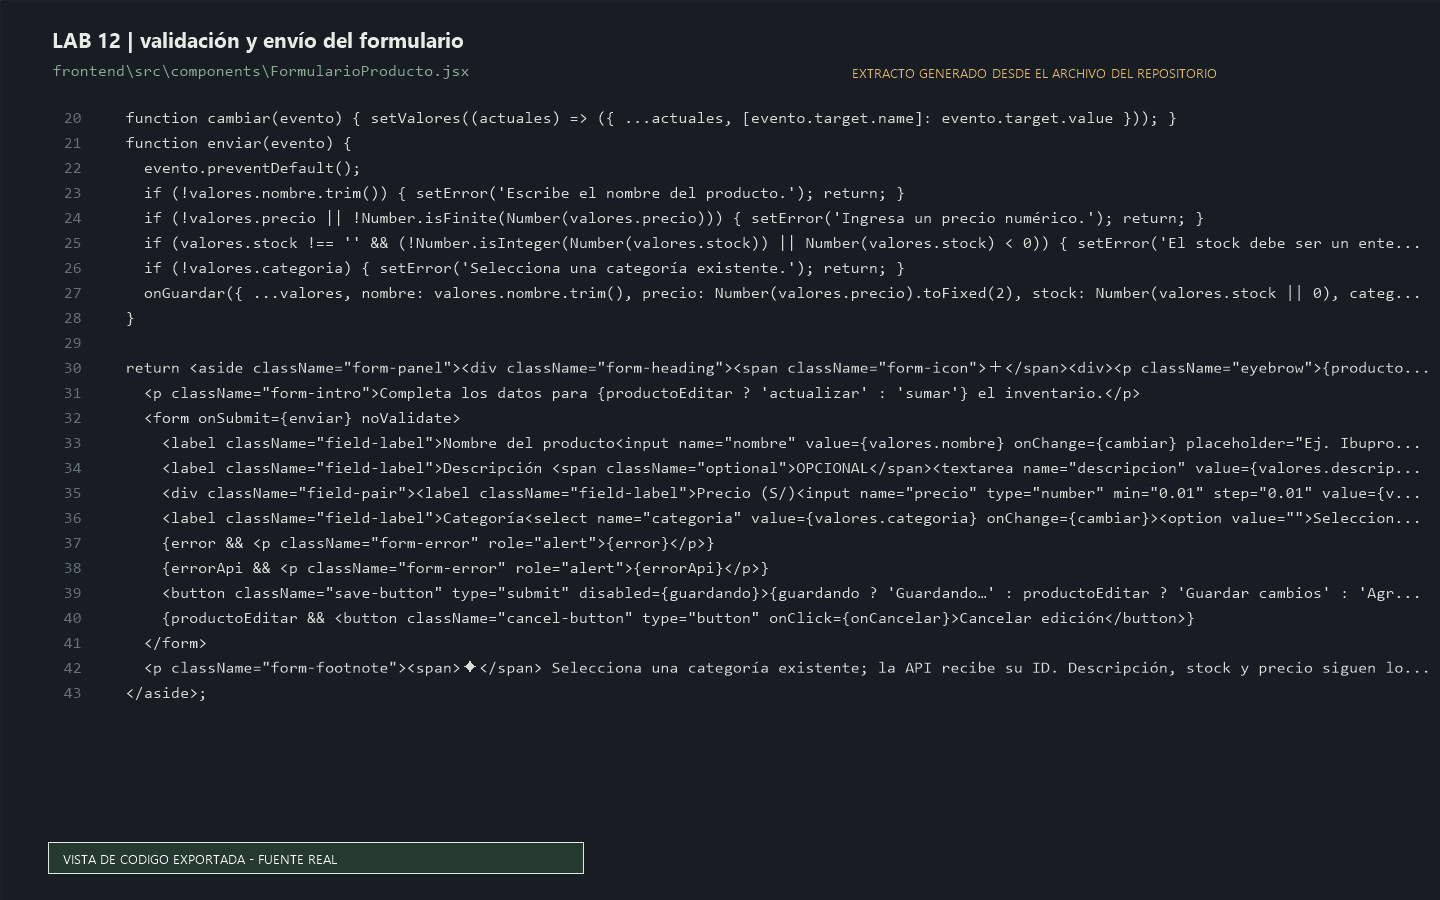 LAB 12 | validación y envío del formulario
frontend\src\components\FormularioProducto.jsx
EXTRACTO GENERADO DESDE EL ARCHIVO DEL REPOSITORIO
20 function cambiar(evento) { setValores((actuales) => ({ ...actuales, [evento.target.name]: evento.target.value })); }
21 function enviar(evento) {
22 evento.preventDefault();
23 if (!valores.nombre.trim()) { setError('Escribe el nombre del producto.'); return; }
24 if (!valores.precio || !Number.isFinite(Number(valores.precio))) { setError('Ingresa un precio numérico.'); return; }
25 if (valores.stock !== '' && (!Number.isInteger(Number(valores.stock)) || Number(valores.stock) < 0)) { setError('El stock debe ser un ente...
26 if (!valores.categoria) { setError('Selecciona una categoría existente.'); return; }
27 onGuardar({ ...valores, nombre: valores.nombre.trim(), precio: Number(valores.precio).toFixed(2), stock: Number(valores.stock || 0), categ...
28 }
29
30 return <aside className="form-panel"><div className="form-heading"><span className="form-icon">＋</span><div><p className="eyebrow">{producto...
31 <p className="form-intro">Completa los datos para {productoEditar ? 'actualizar' : 'sumar'} el inventario.</p>
32 <form onSubmit={enviar} noValidate>
33 <label className="field-label">Nombre del producto<input name="nombre" value={valores.nombre} onChange={cambiar} placeholder="Ej. Ibupro...
34 <label className="field-label">Descripción <span className="optional">OPCIONAL</span><textarea name="descripcion" value={valores.descrip...
35 <div className="field-pair"><label className="field-label">Precio (S/)<input name="precio" type="number" min="0.01" step="0.01" value={v...
36 <label className="field-label">Categoría<select name="categoria" value={valores.categoria} onChange={cambiar}><option value="">Seleccion...
37 {error && <p className="form-error" role="alert">{error}</p>}
38 {errorApi && <p className="form-error" role="alert">{errorApi}</p>}
39 <button className="save-button" type="submit" disabled={guardando}>{guardando ? 'Guardando…' : productoEditar ? 'Guardar cambios' : 'Agr...
40 {productoEditar && <button className="cancel-button" type="button" onClick={onCancelar}>Cancelar edición</button>}
41 </form>
42 <p className="form-footnote"><span>✦</span> Selecciona una categoría existente; la API recibe su ID. Descripción, stock y precio siguen lo...
43 </aside>;
VISTA DE CODIGO EXPORTADA - FUENTE REAL